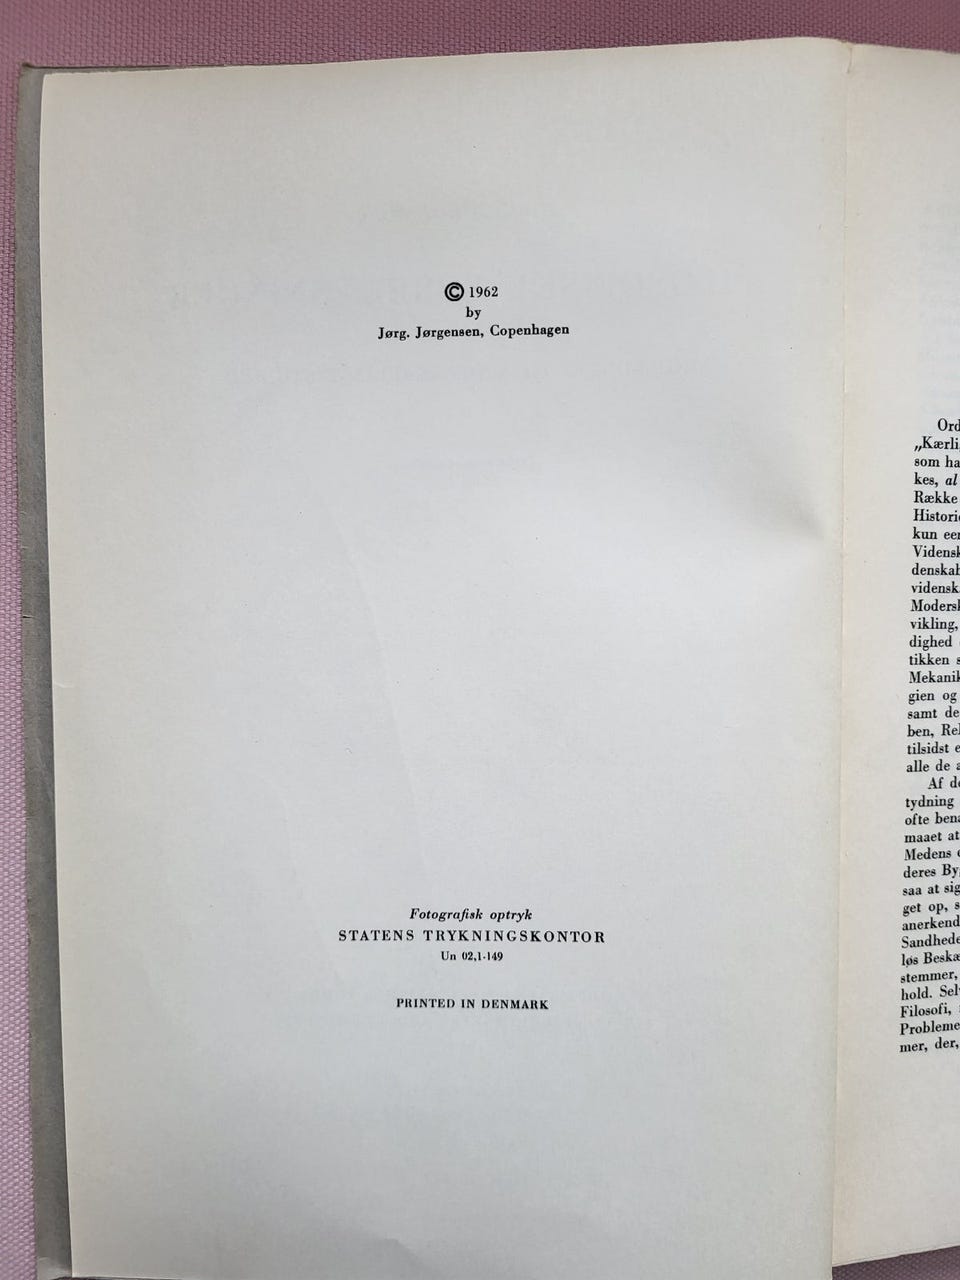 © 1962
by
Jørg. Jørgensen, Copenhagen
Fotografisk optryk
STATENS TRYKNINGSKONTOR
Un 02,1-149
PRINTED IN DENMARK
Ord
„Kærli
som ha
kes, al
Række
Histori
kun een
Vidensk
denskab
vidensk
Modersk
vikling,
dighed
tikken s
Mekanik
gien og
samt de
ben, Rel
tilsidst e
alle de a
Af de
tydning
ofte bena
maaet at
Medens
deres By
saa at sig
get op, s
anerkend
Sandhede
løs Beskæ
stemmer,
hold. Sel
Filosofi,
Probleme
mer, der,